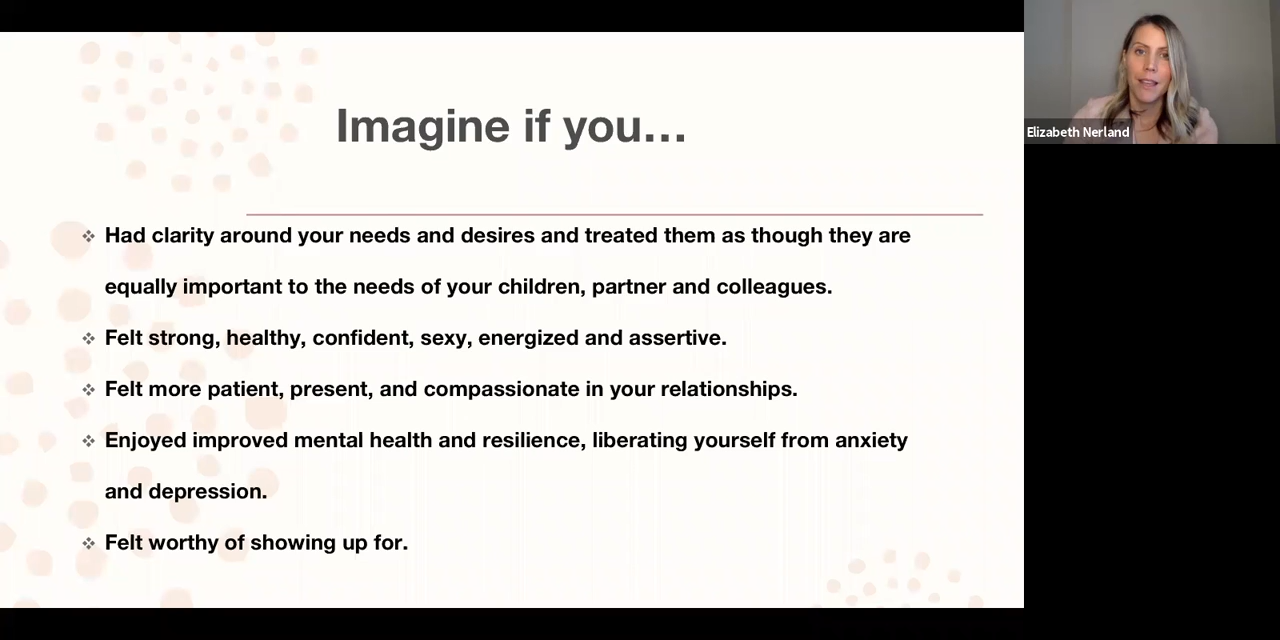 Imagine if you...
❖ Had clarity around your needs and desires and treated them as though they are
equally important to the needs of your children, partner and colleagues.
❖ Felt strong, healthy, confident, sexy, energized and assertive.
❖ Felt more patient, present, and compassionate in your relationships.
❖ Enjoyed improved mental health and resilience, liberating yourself from anxiety
and depression.
❖ Felt worthy of showing up for.
Elizabeth Nerland